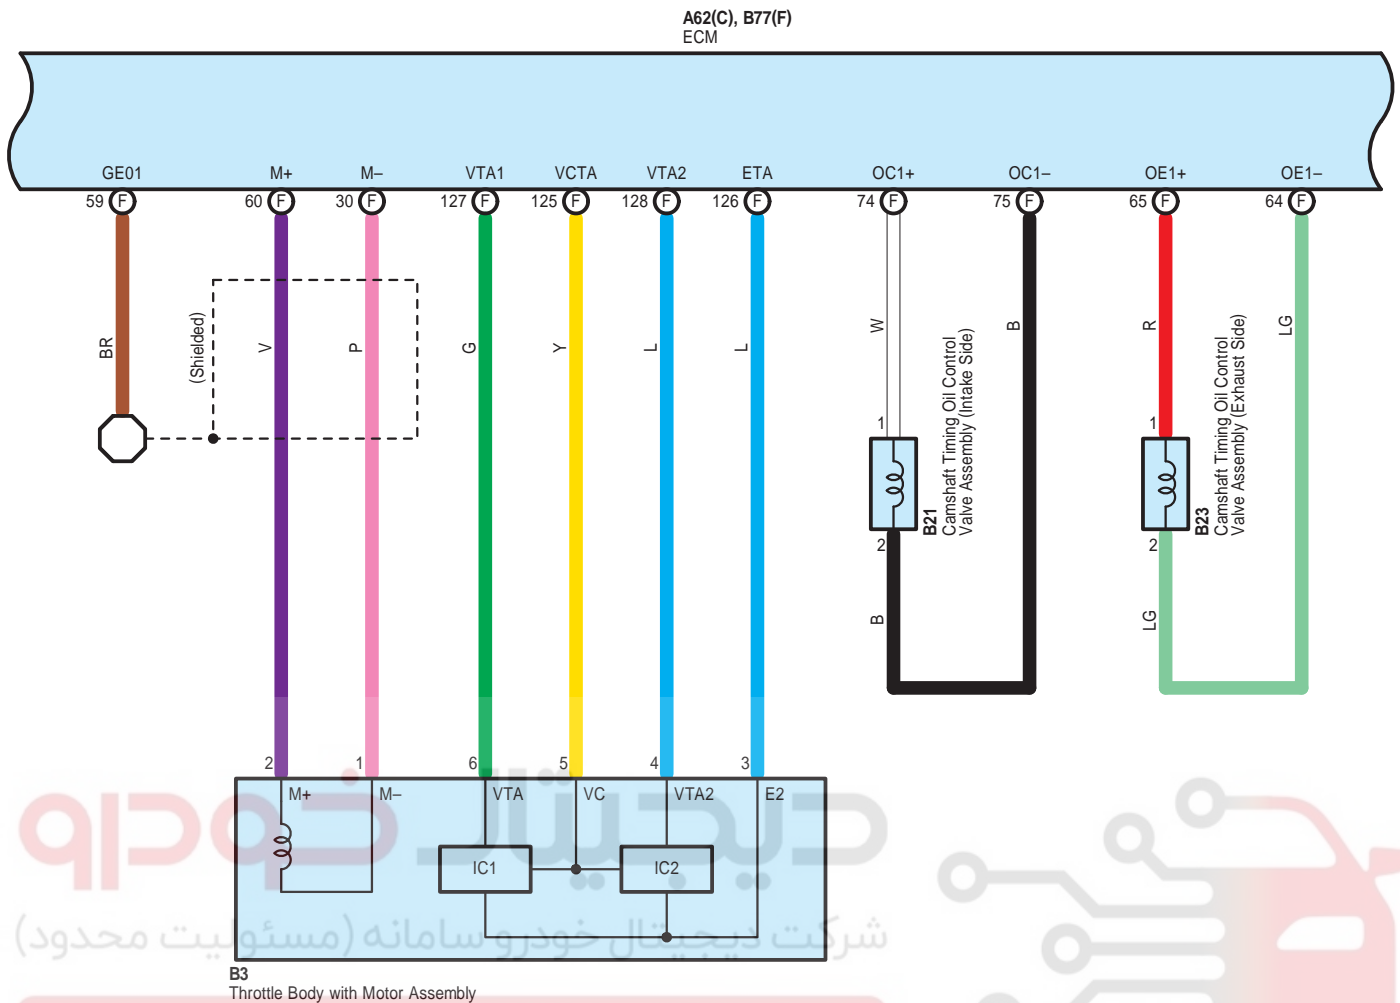 A62(C), B77(F)
ECM
GE01 M+ M– VTA1 VCTA VTA2 ETA OC1+ OC1– OE1+ OE1–
59 F 60 F 30 F 127 F 125 F 128 F 126 F 74 F 75 F 65 F 64 F
BR
(Shielded)
V
P
G
Y
L
L
W
B
R
LG
1
2
B21
Camshaft Timing Oil Control
Valve Assembly (Intake Side)
B
1
2
B23
Camshaft Timing Oil Control
Valve Assembly (Exhaust Side)
LG
2 1 6 5 4 3
M+ M– VTA VC VTA2 E2
IC1 IC2
دیجیتال خودرو
شرکت دیجیتال خودرو سامانه (مسئولیت محدود)
B3
Throttle Body with Motor Assembly